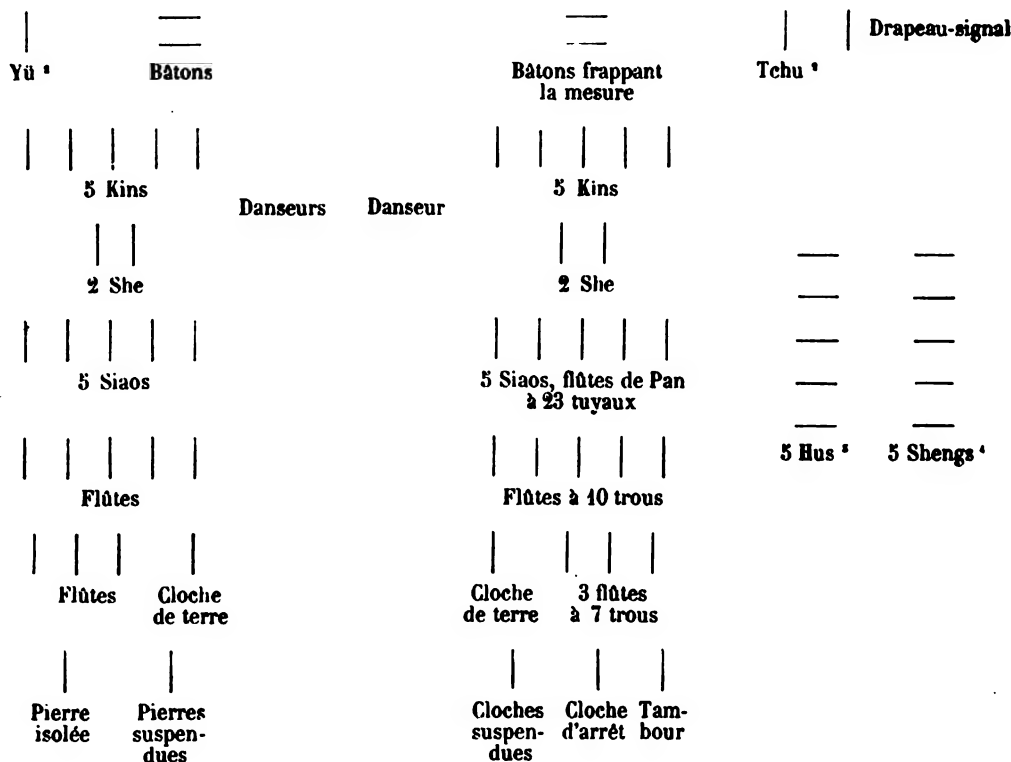 Drapeau-signal
Yü ²
Bâtons
Bâtons frappant
la mesure
Tchu ²
5 Kins
5 Kins
Danseurs
Danseur
2 She
2 She
5 Siaos
5 Siaos, flûtes de Pan
à 23 tuyaux
5 Hus ³
5 Shengs ⁴
Flûtes
Flûtes à 10 trous
Flûtes
Cloche
de terre
Cloche
de terre
3 flûtes
à 7 trous
Pierre
isolée
Pierres
suspen-
dues
Cloches
suspen-
dues
Cloche
d'arrêt
Tam-
bour